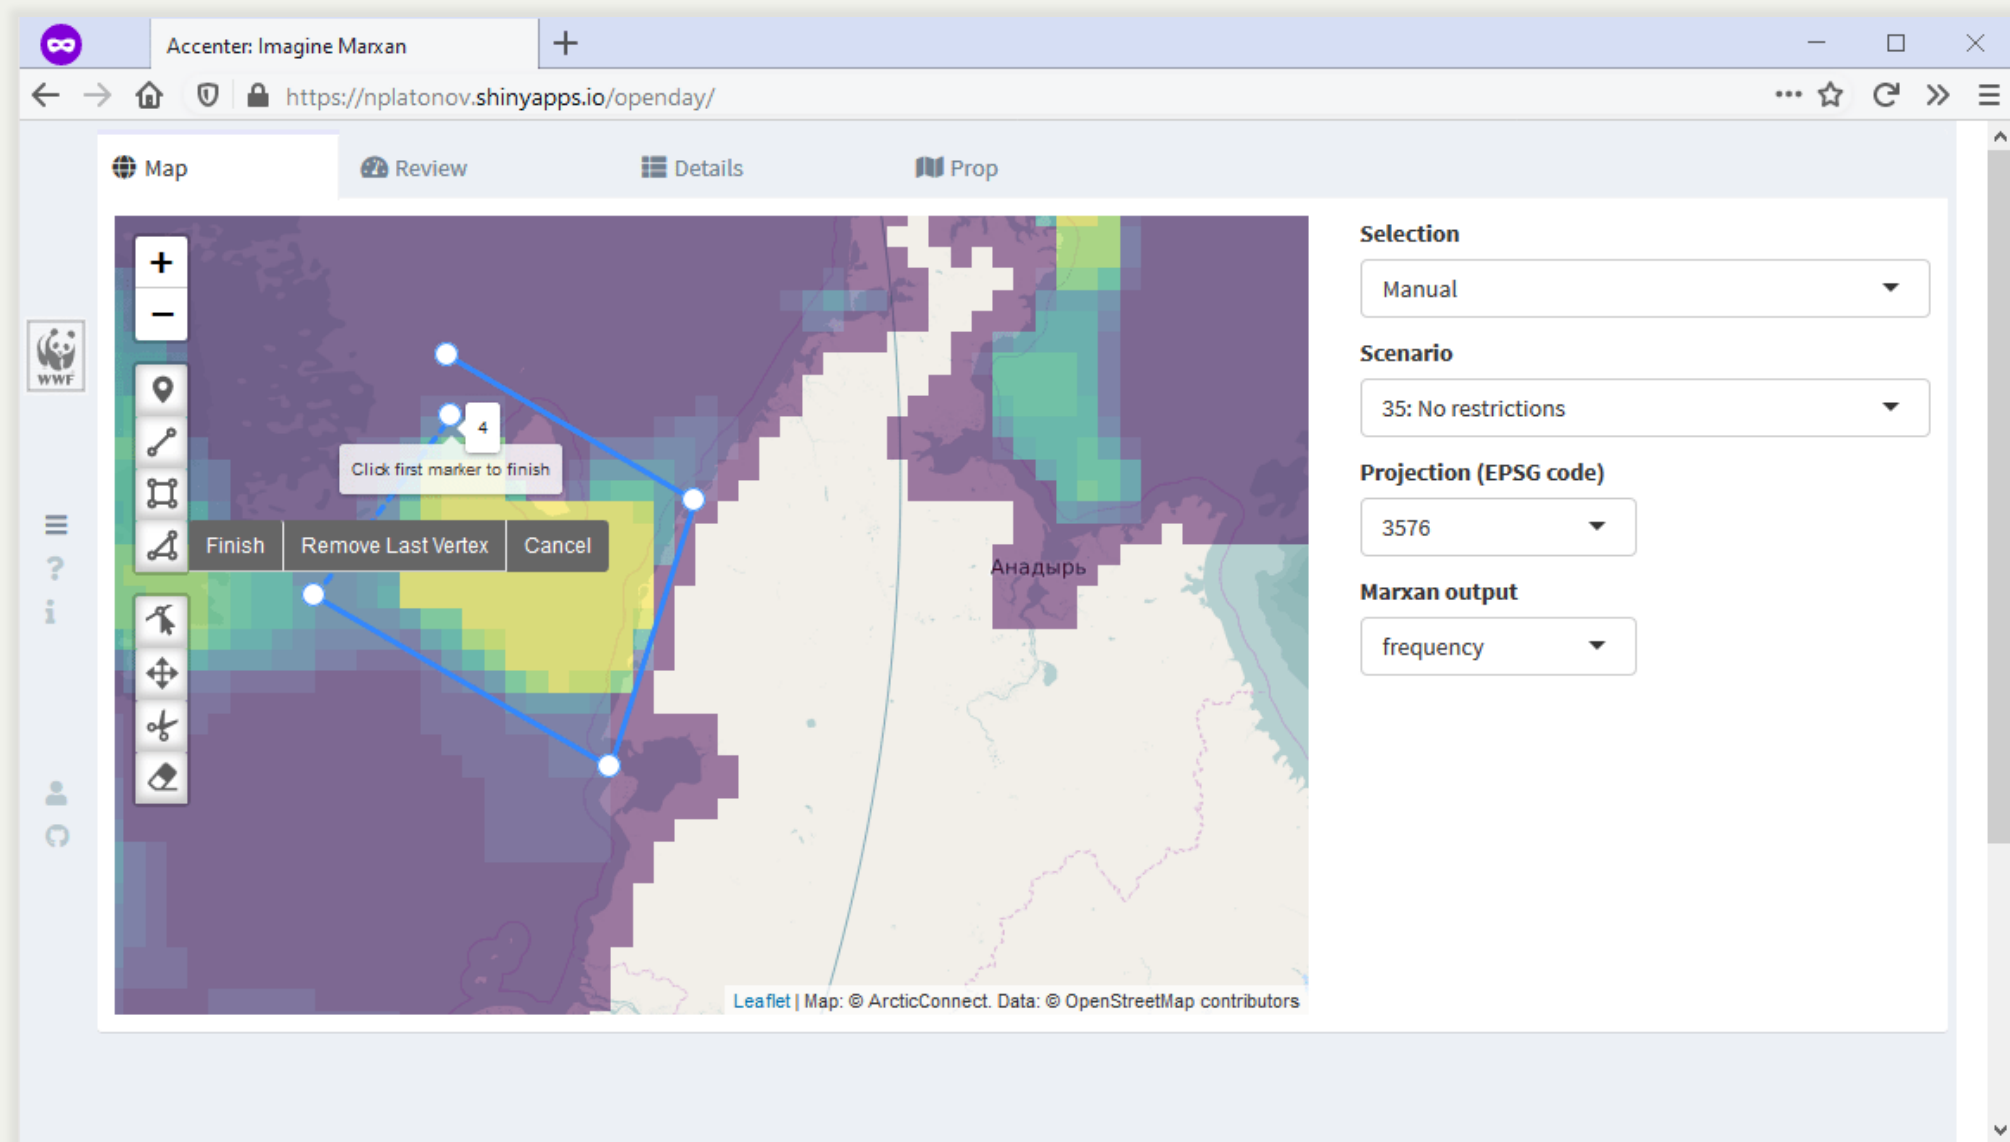 Accenter: Imagine Marxan
https://nplatonov.shinyapps.io/openday/
Map
Review
Details
Prop
WWF
+
−
4
Click first marker to finish
Finish
Remove Last Vertex
Cancel
Анадырь
Leaflet | Map: © ArcticConnect. Data: © OpenStreetMap contributors
Selection
Manual
Scenario
35: No restrictions
Projection (EPSG code)
3576
Marxan output
frequency